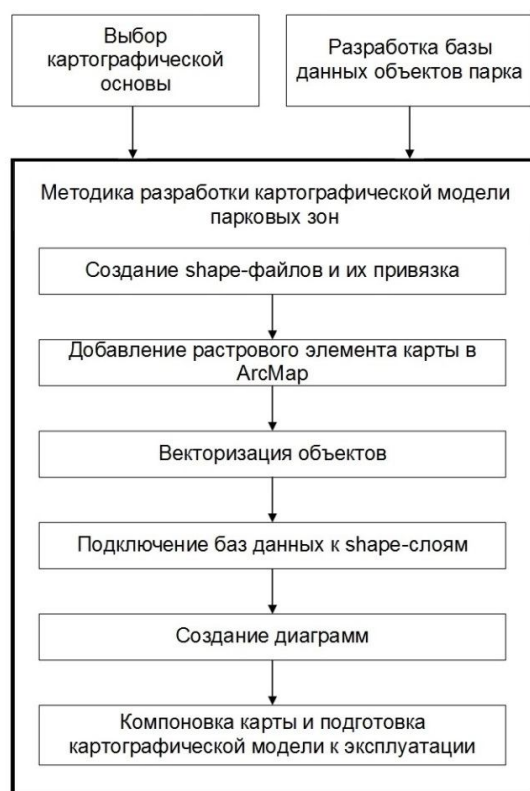 Выбор
картографической
основы
Разработка базы
данных объектов парка
Методика разработки картографической модели
парковых зон
Создание shape-файлов и их привязка
Добавление растрового элемента карты в
ArcMap
Векторизация объектов
Подключение баз данных к shape-слоям
Создание диаграмм
Компоновка карты и подготовка
картографической модели к эксплуатации